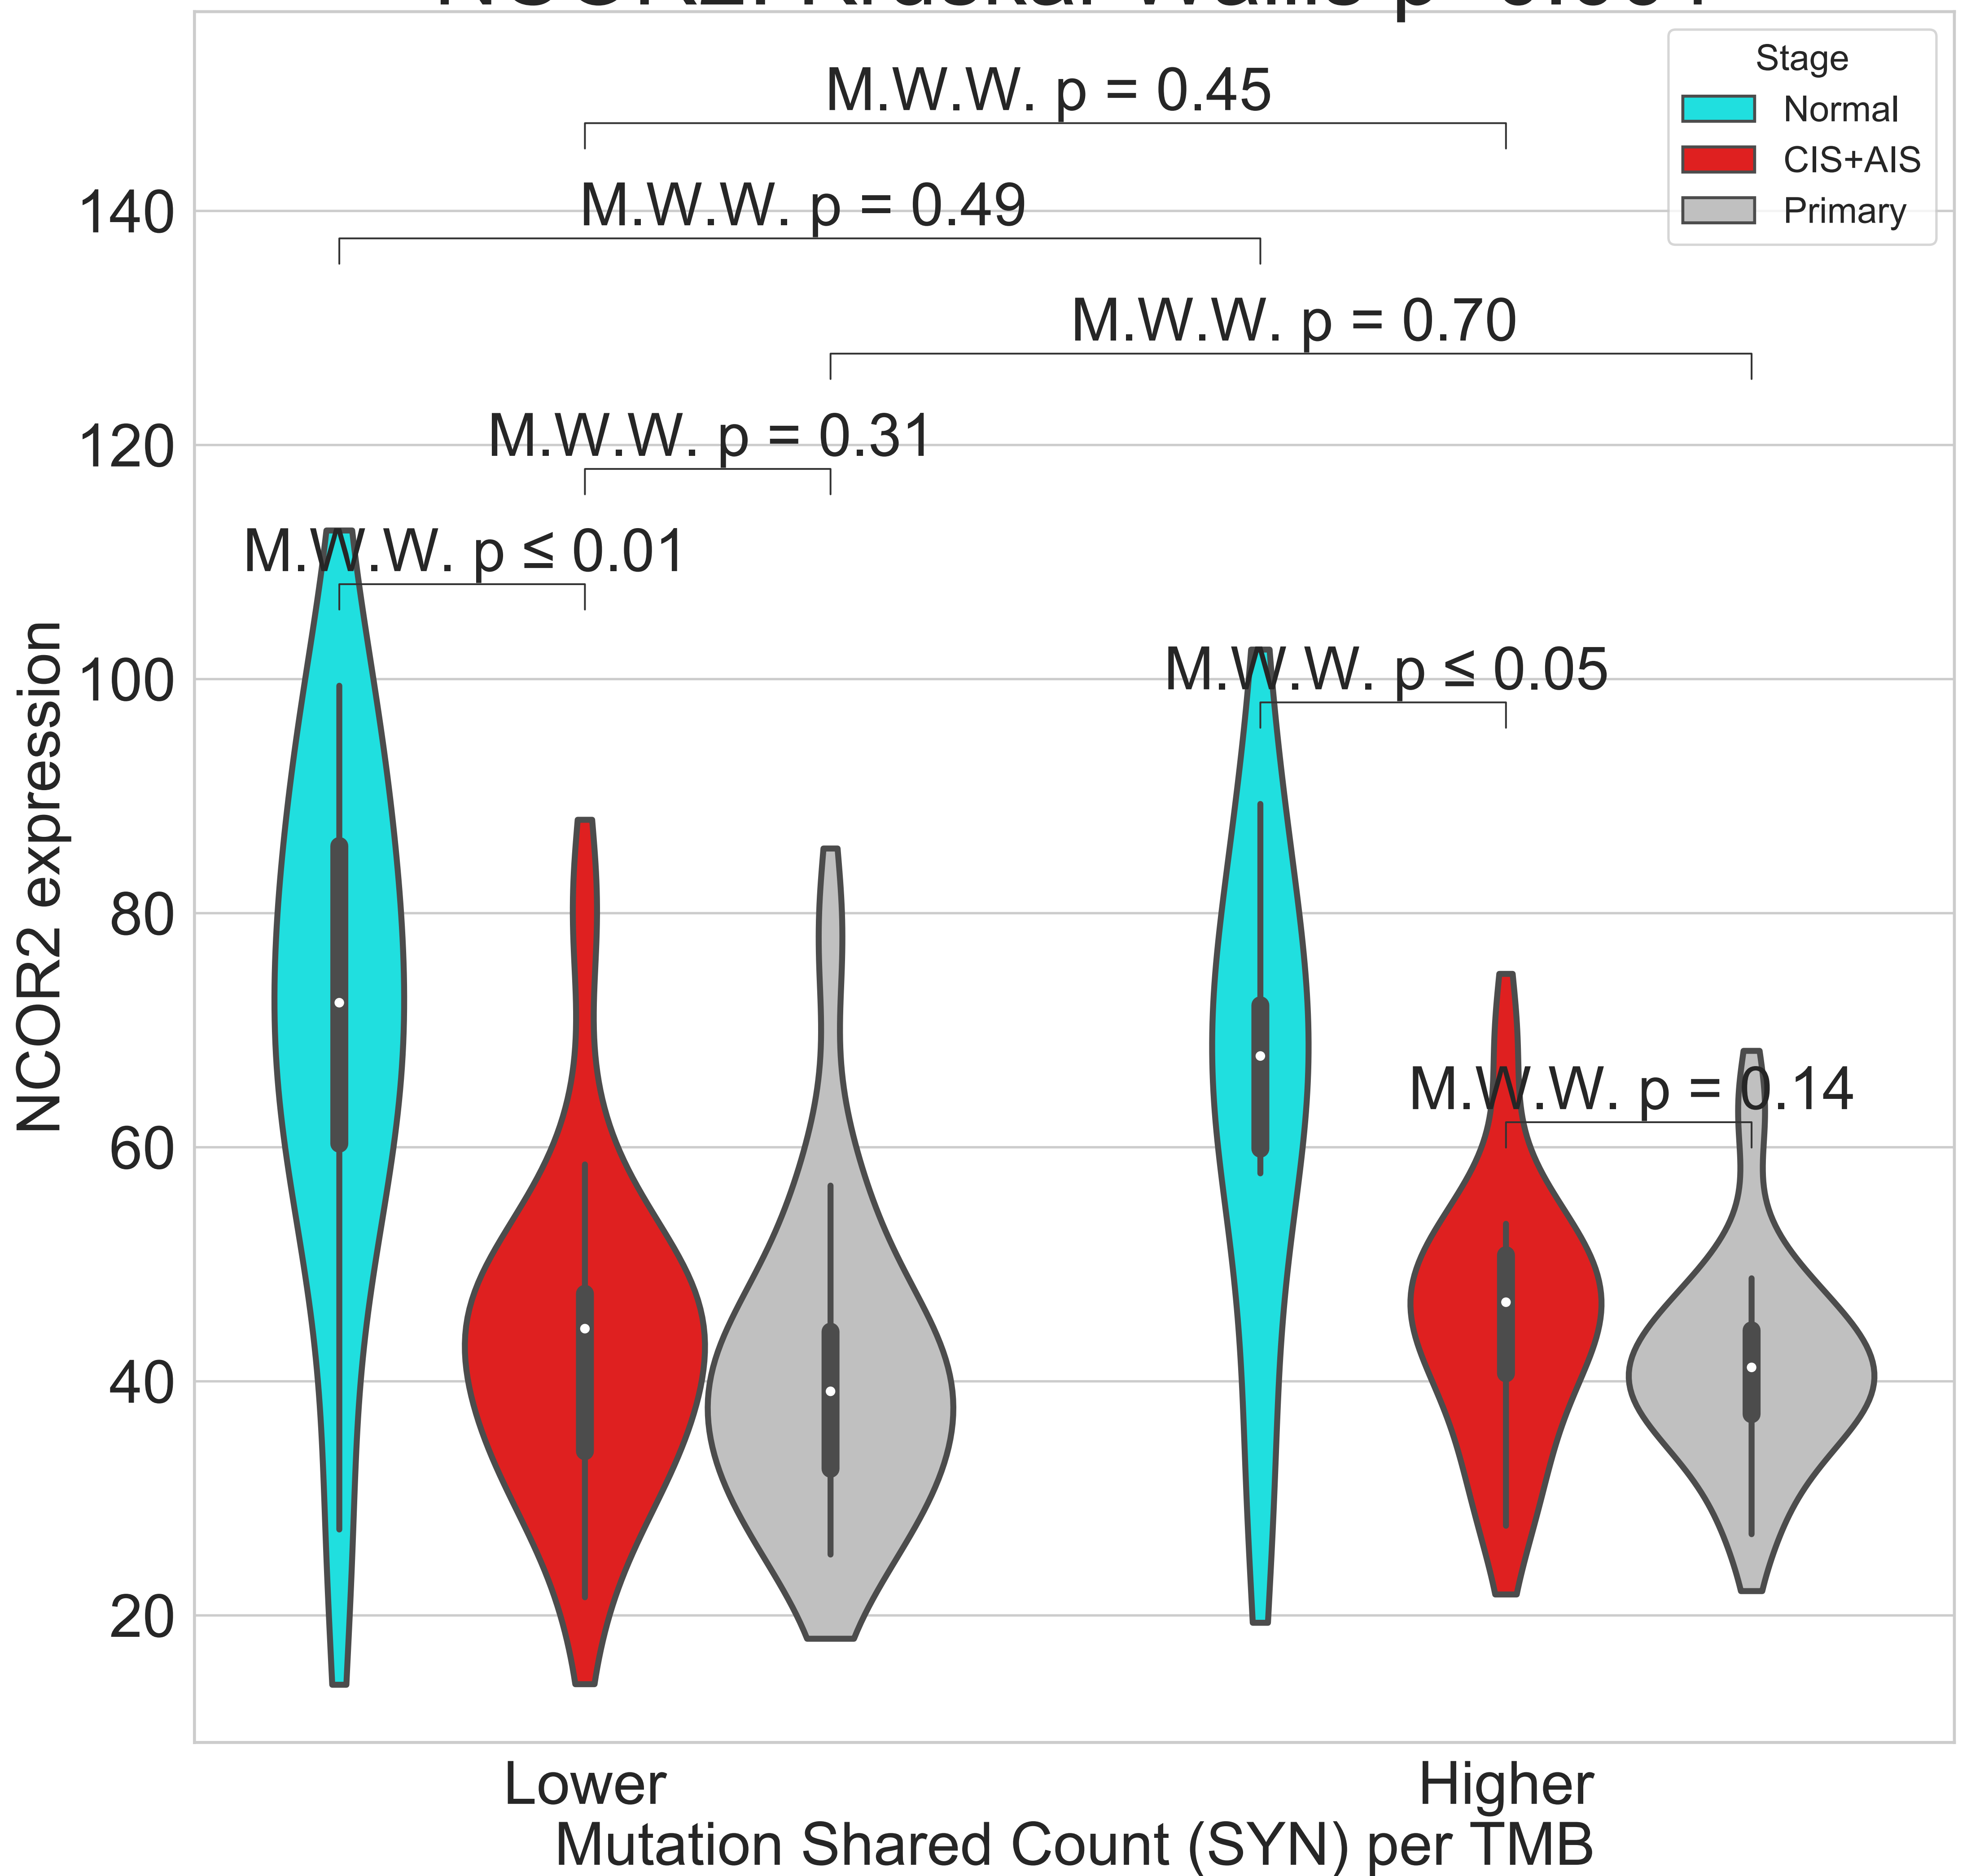 Stage
Normal
CIS+AIS
Primary
M.W.W. p = 0.45
M.W.W. p = 0.49
M.W.W. p = 0.70
M.W.W. p = 0.31
M.W.W. p ≤ 0.01
M.W.W. p ≤ 0.05
M.W.W. p = 0.14
NCOR2 expression
140
120
100
80
60
40
20
Lower
Higher
Mutation Shared Count (SYN) per TMB